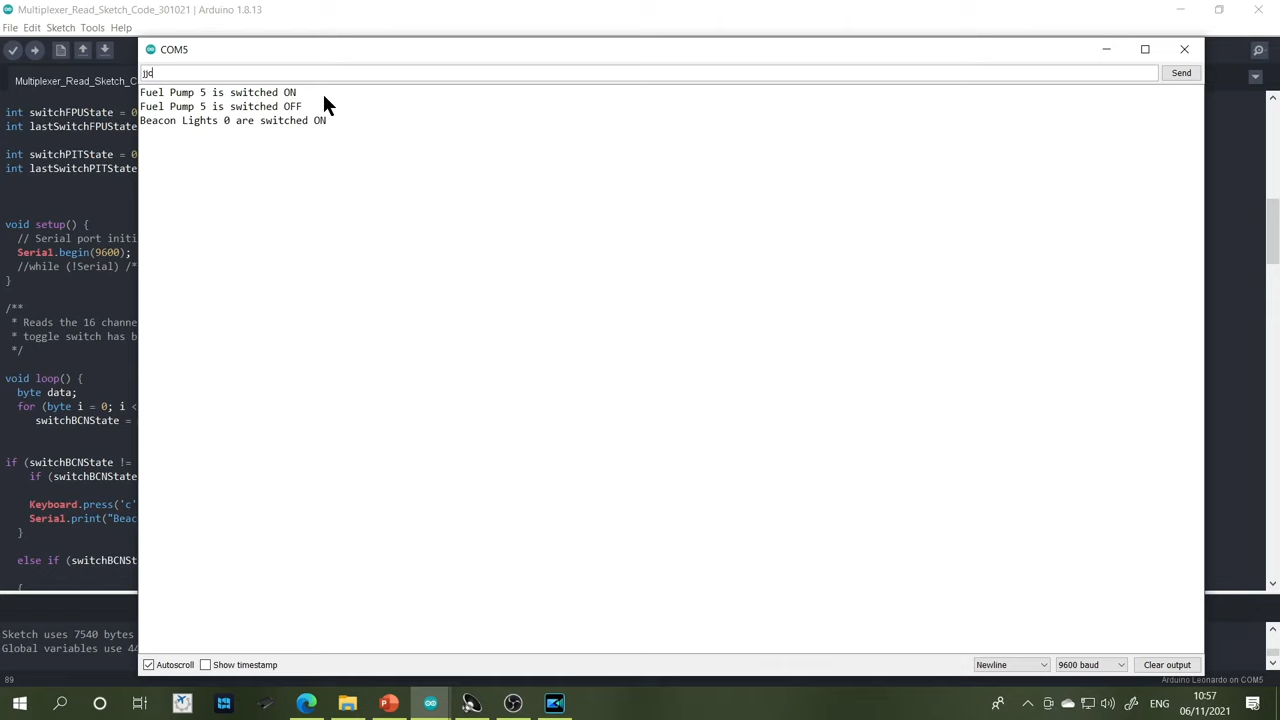 Multiplexer_Read_Sketch_Code_301021 | Arduino 1.8.13
File Edit Sketch Tools Help
COM5
jjc
Send
Multiplexer_Read_Sketch_C
Fuel Pump 5 is switched ON
Fuel Pump 5 is switched OFF
Beacon Lights 0 are switched ON
int switchFPUState = 0
int lastSwitchFPUState
int switchPITState = 0
int lastSwitchPITState
void setup() {
// Serial port initi
Serial.begin(9600);
//while (!Serial) /*
}
/**
* Reads the 16 channe
* toggle switch has b
*/
void loop() {
byte data;
for (byte i = 0; i <
switchBCNState =
if (switchBCNState !=
if (switchBCNState
Keyboard.press('c'
Serial.print("Beac
}
else if (switchBCNSt
{
Sketch uses 7540 bytes
Global variables use 44
Autoscroll Show timestamp Newline 9600 baud Clear output
89 Arduino Leonardo on COM5
ENG 10:57
06/11/2021